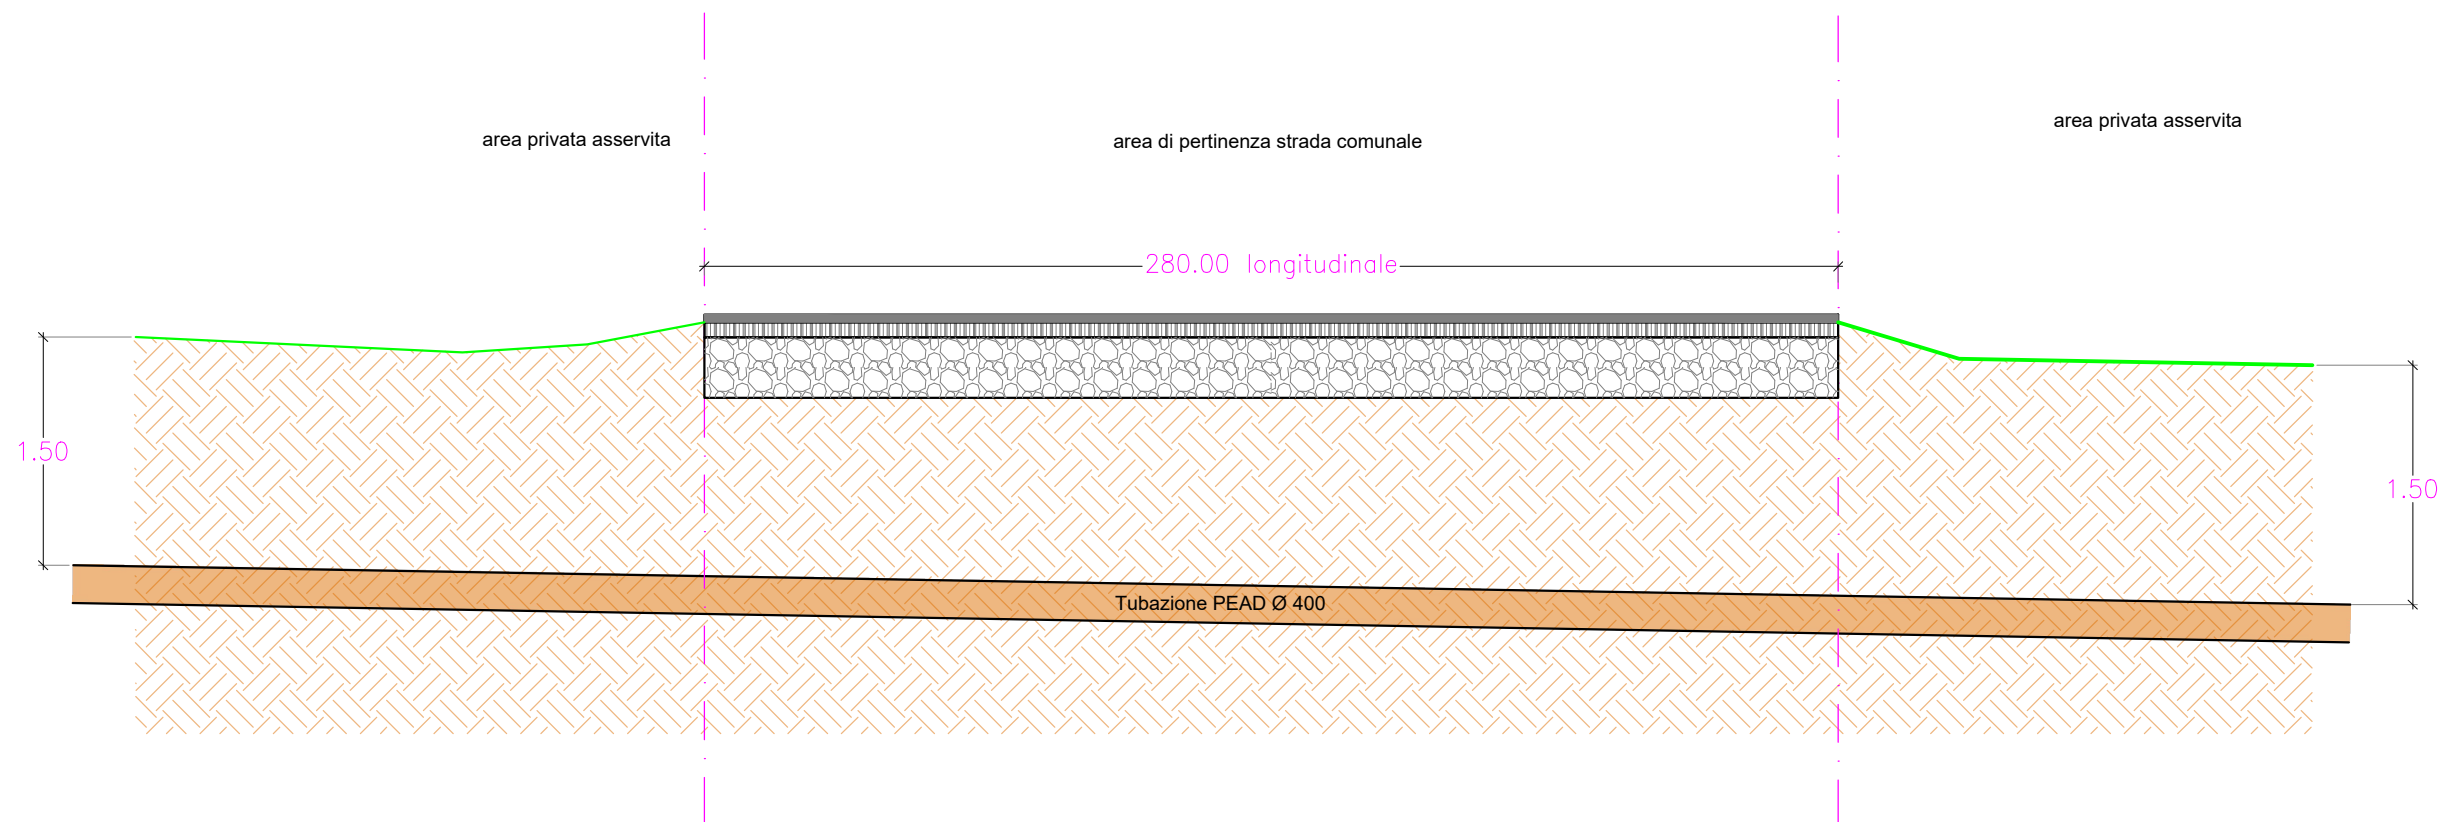 area privata asservita
area di pertinenza strada comunale
area privata asservita
280.00 longitudinale
1.50
1.50
Tubazione PEAD Ø 400